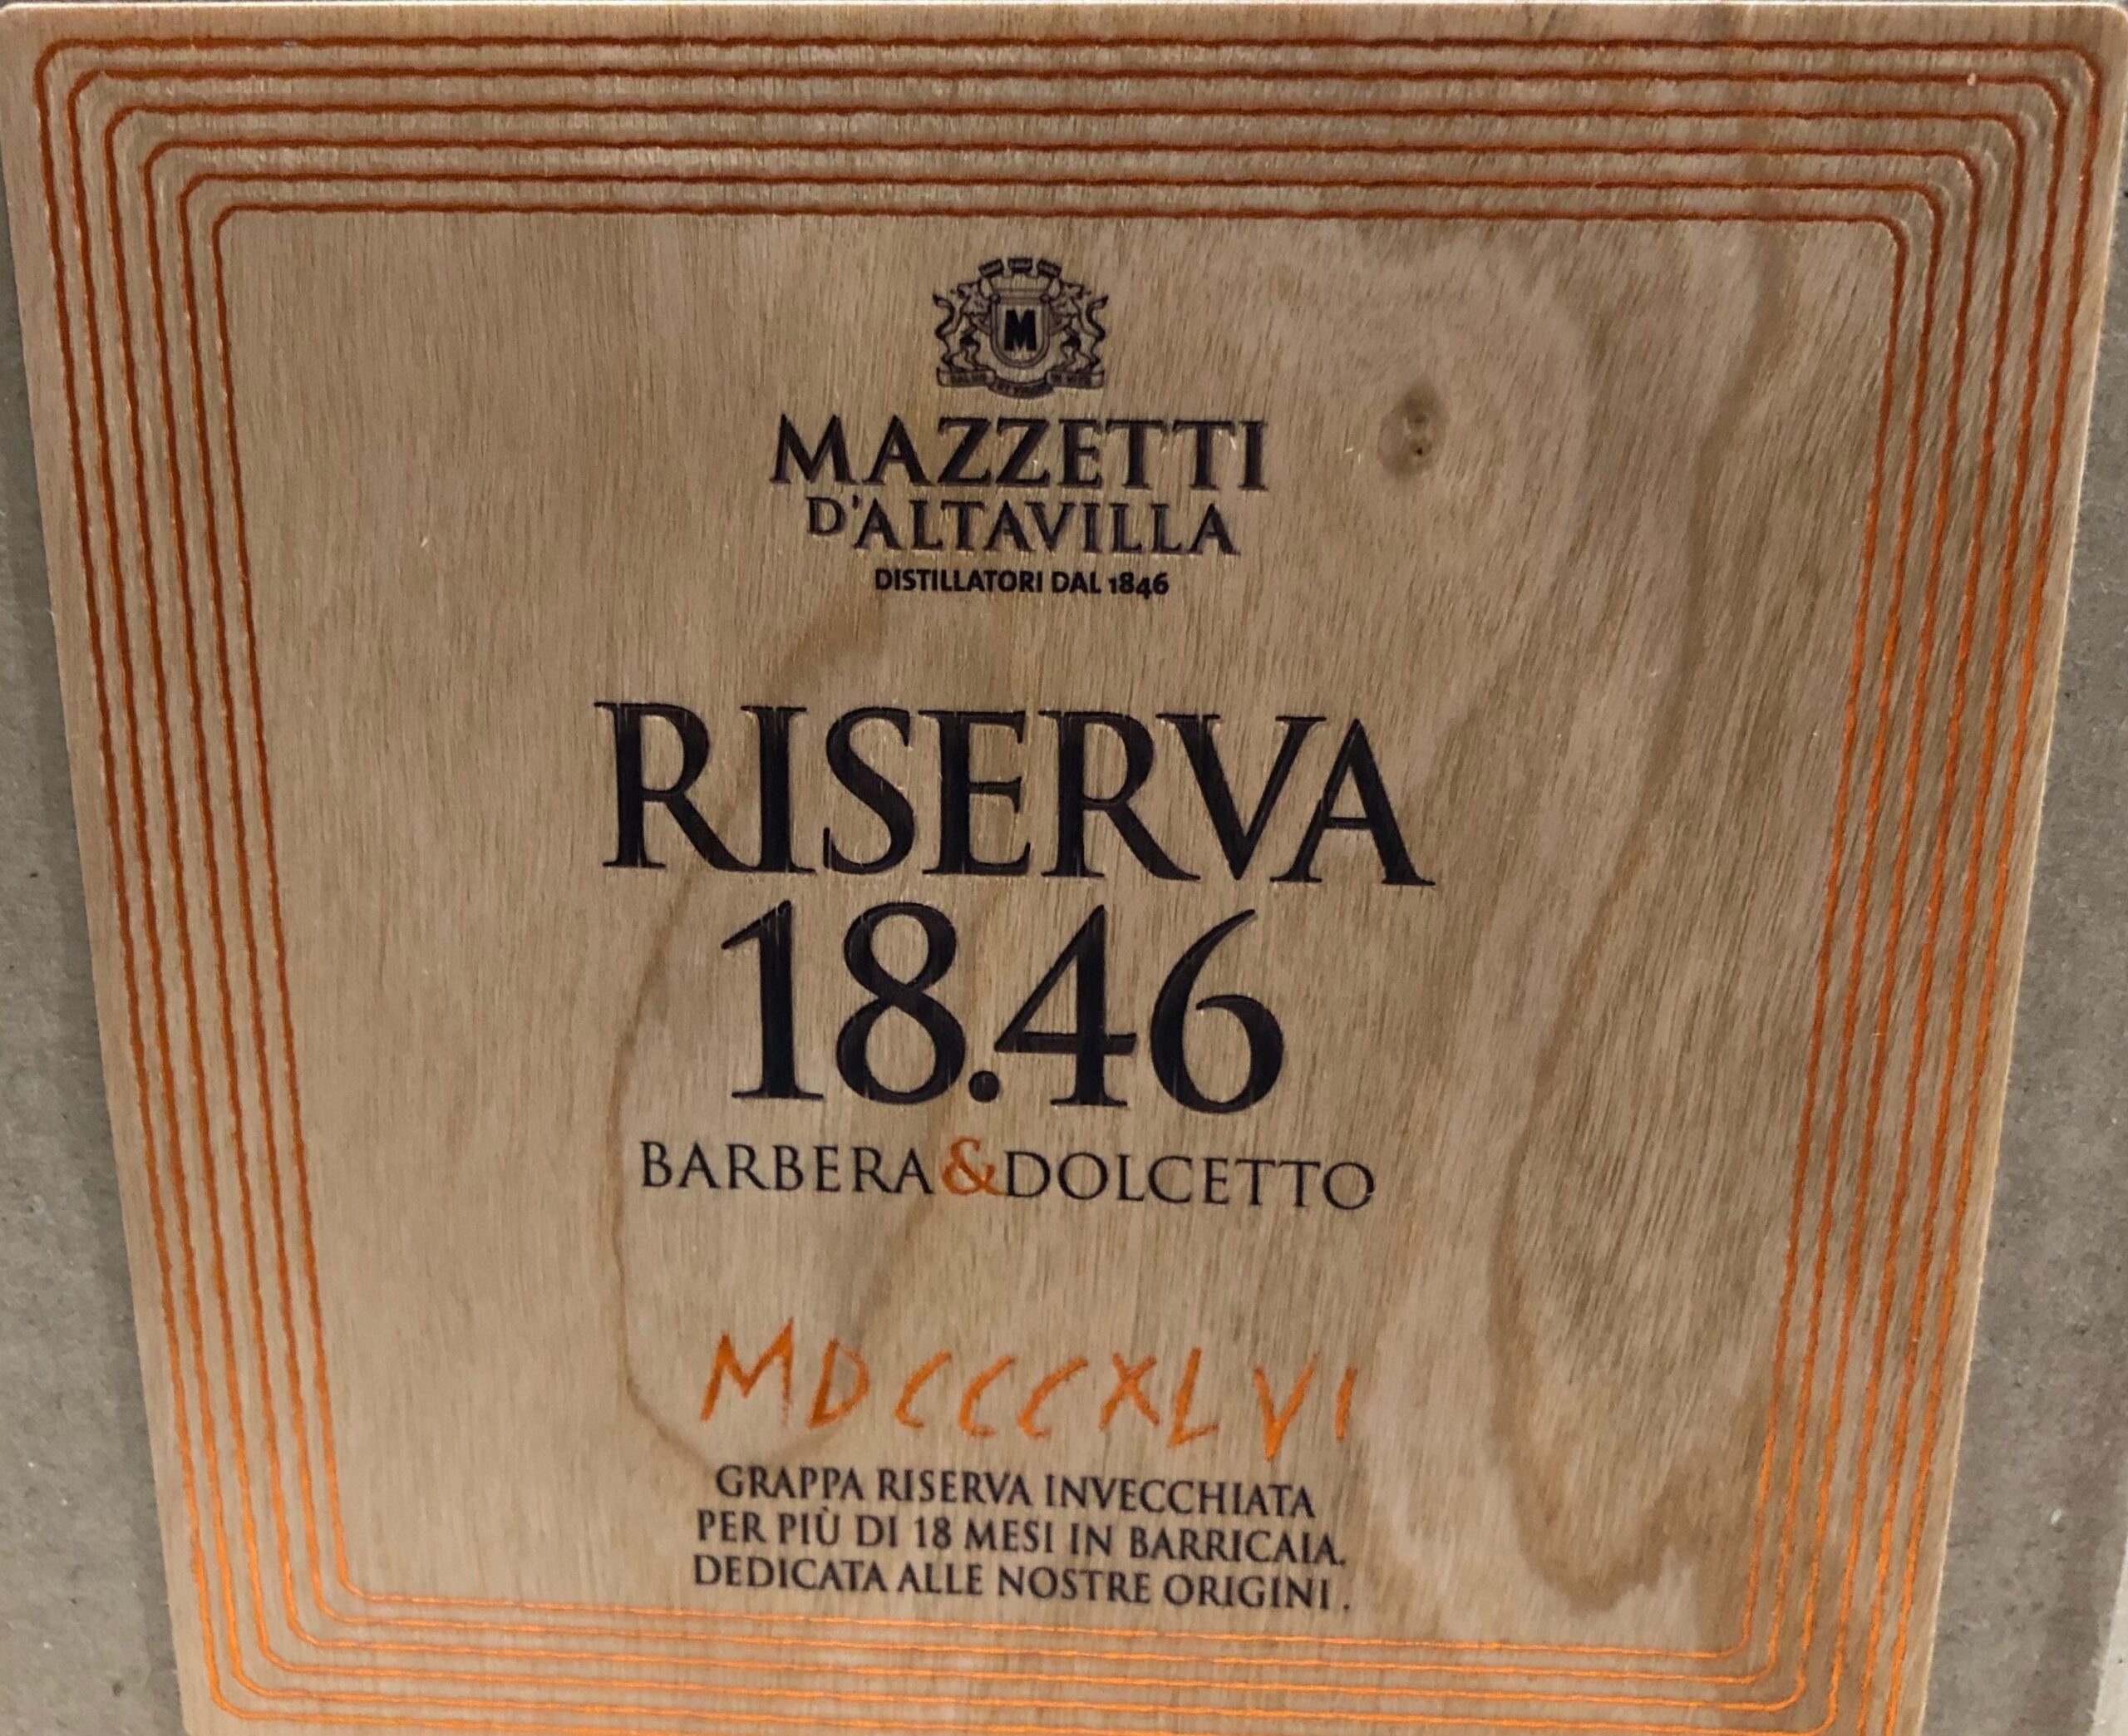 M
MAZZETTI
D'ALTAVILLA
DISTILLATORI DAL 1846
RISERVA
18.46
BARBERA&DOLCETTO
MDCCCXLVI
GRAPPA RISERVA INVECCHIATA
PER PIÙ DI 18 MESI IN BARRICAIA.
DEDICATA ALLE NOSTRE ORIGINI.